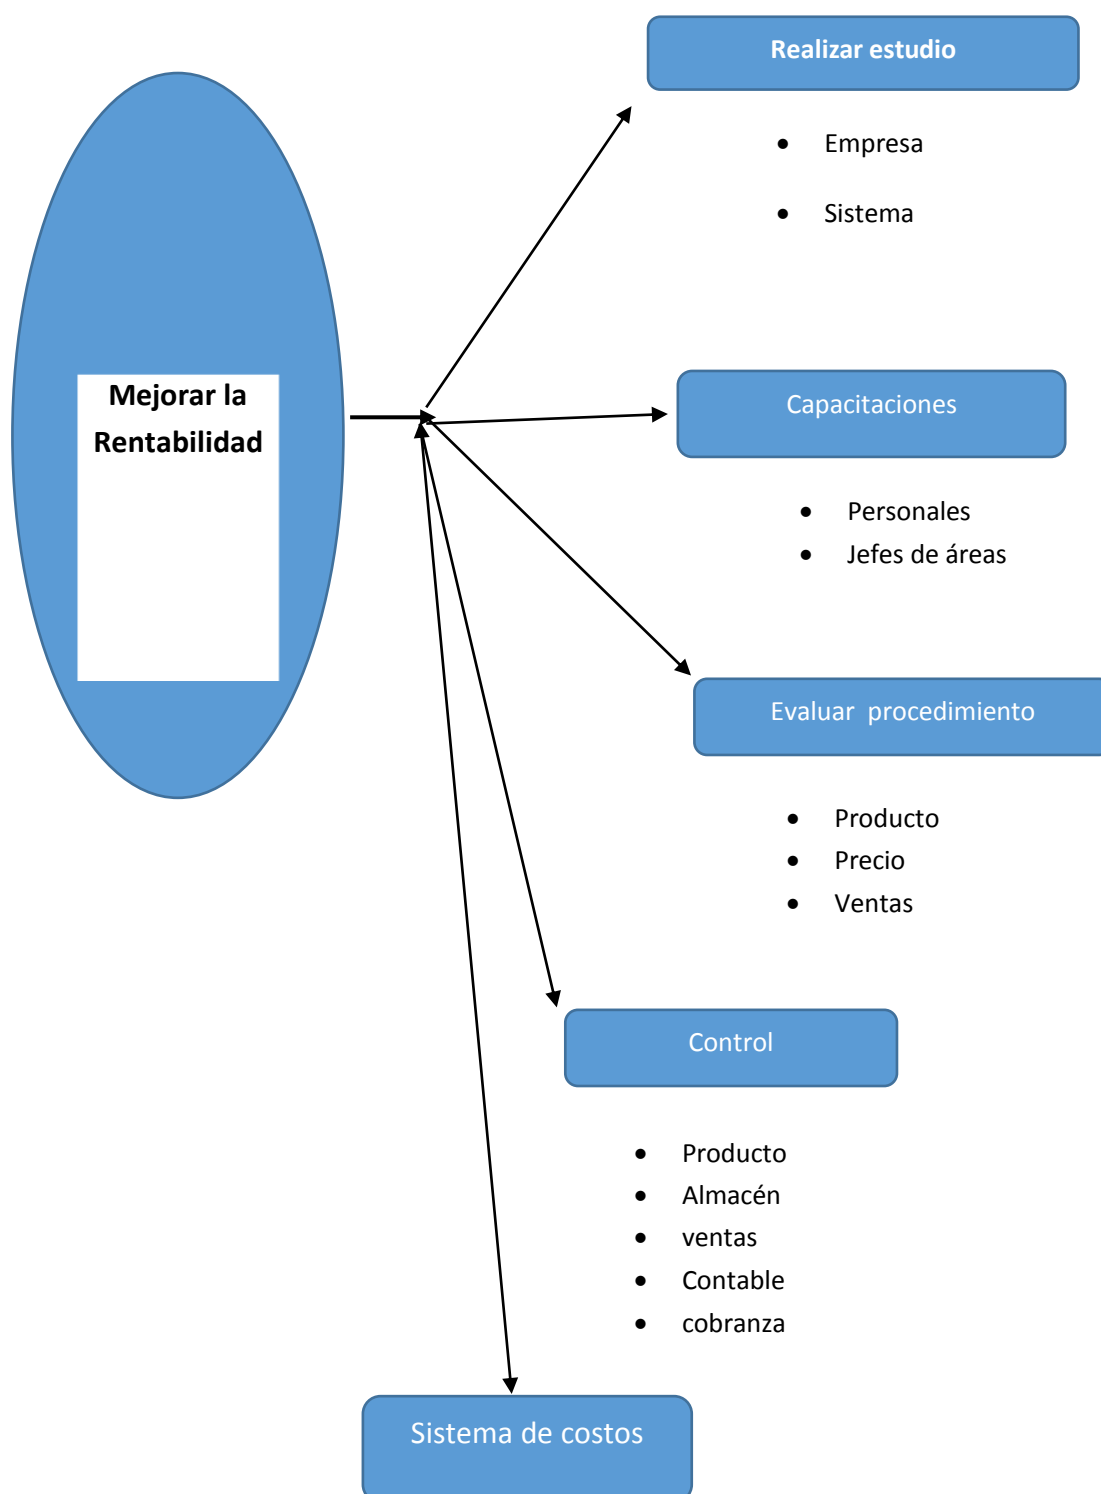 Realizar estudio
• Empresa
• Sistema
Mejorar la
Rentabilidad
Capacitaciones
• Personales
• Jefes de áreas
Evaluar procedimiento
• Producto
• Precio
• Ventas
Control
• Producto
• Almacén
• ventas
• Contable
• cobranza
Sistema de costos